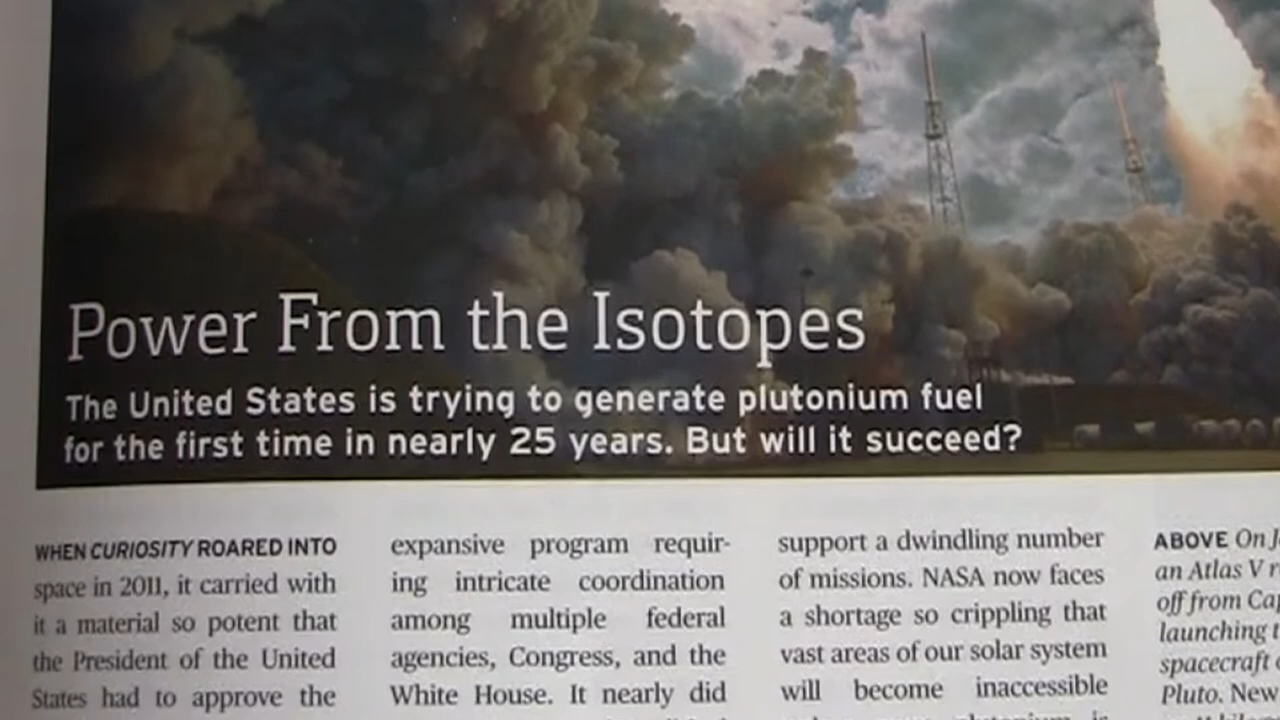 Power From the Isotopes
The United States is trying to generate plutonium fuel
for the first time in nearly 25 years. But will it succeed?
WHEN CURIOSITY ROARED INTO
space in 2011, it carried with
it a material so potent that
the President of the United
States had to approve the
expansive program requir-
ing intricate coordination
among multiple federal
agencies, Congress, and the
White House. It nearly did
support a dwindling number
of missions. NASA now faces
a shortage so crippling that
vast areas of our solar system
will become inaccessible
plutonium is
ABOVE On
an Atlas V
off from
launching
spacecraft
Pluto. New